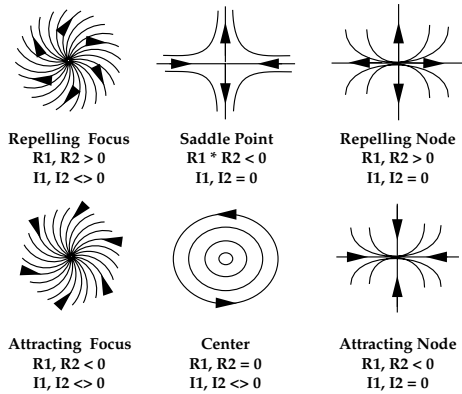 Repelling Focus
R1, R2 > 0
I1, I2 <> 0
Saddle Point
R1 * R2 < 0
I1, I2 = 0
Repelling Node
R1, R2 > 0
I1, I2 = 0
Attracting Focus
R1, R2 < 0
I1, I2 <> 0
Center
R1, R2 = 0
I1, I2 <> 0
Attracting Node
R1, R2 < 0
I1, I2 = 0